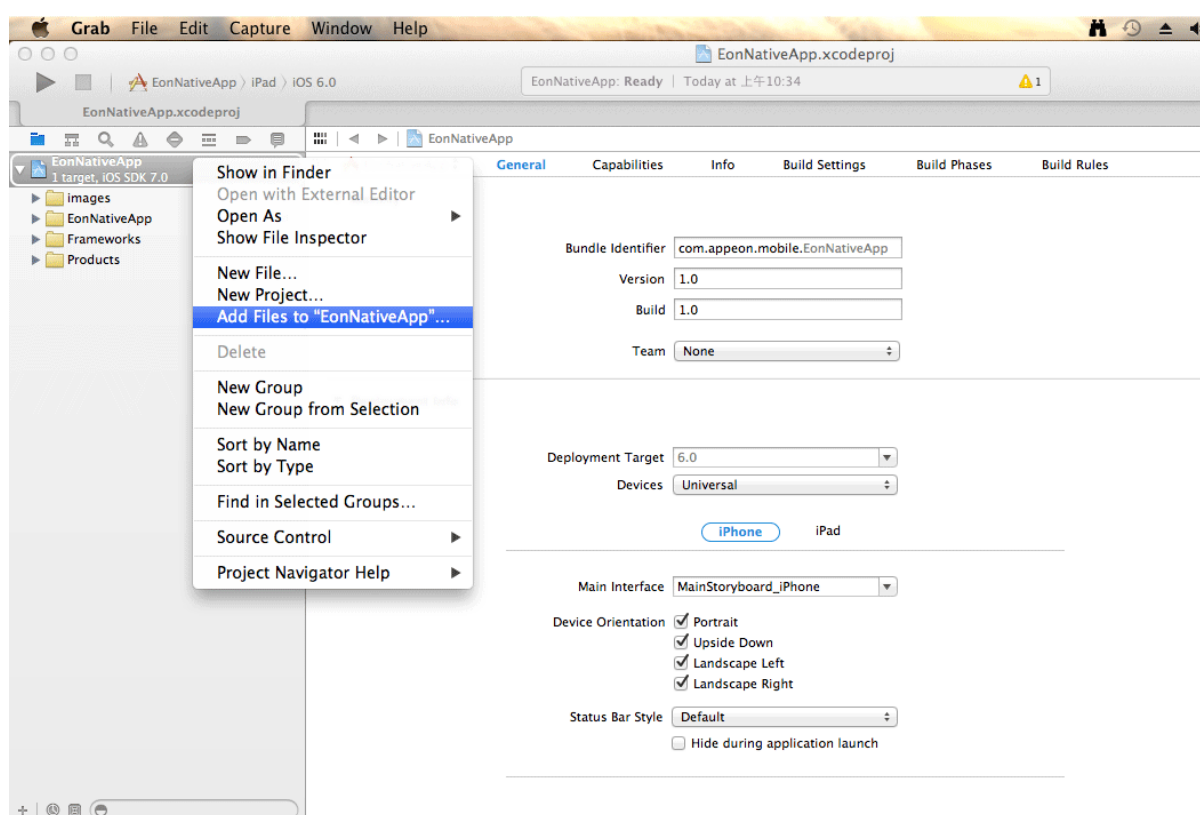 Grab File Edit Capture Window Help
EonNativeApp.xcodeproj
EonNativeApp 〉 iPad 〉 iOS 6.0
EonNativeApp: Ready | Today at 上午10:34
1
EonNativeApp.xcodeproj
EonNativeApp
EonNativeApp
1 target, iOS SDK 7.0
images
EonNativeApp
Frameworks
Products
Show in Finder
Open with External Editor
Open As
Show File Inspector
New File...
New Project...
Add Files to “EonNativeApp”...
Delete
New Group
New Group from Selection
Sort by Name
Sort by Type
Find in Selected Groups...
Source Control
Project Navigator Help
General Capabilities Info Build Settings Build Phases Build Rules
Bundle Identifier com.appeon.mobile.EonNativeApp
Version 1.0
Build 1.0
Team None
Deployment Target 6.0
Devices Universal
iPhone iPad
Main Interface MainStoryboard_iPhone
Device Orientation Portrait
Upside Down
Landscape Left
Landscape Right
Status Bar Style Default
Hide during application launch